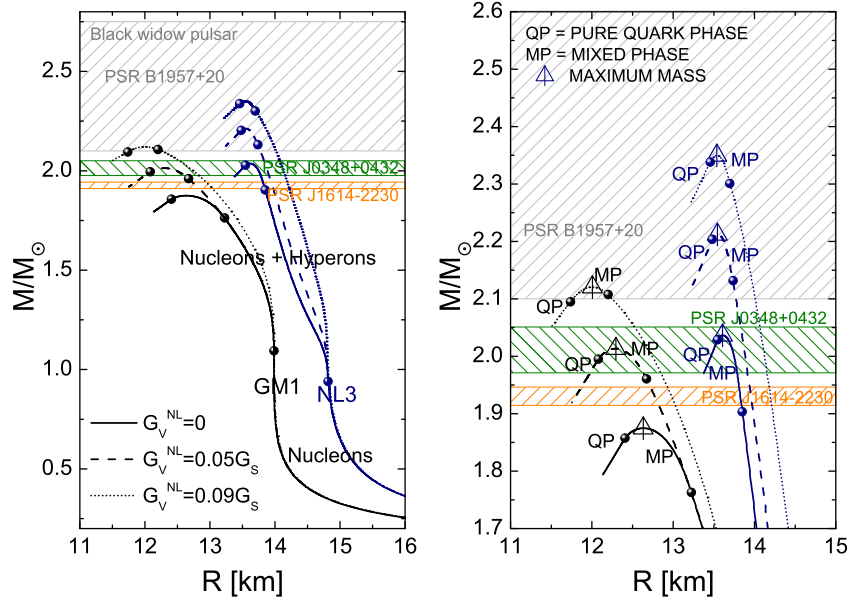 Black widow pulsar
PSR B1957+20
PSR J0348+0432
PSR J1614-2230
Nucleons + Hyperons
GM1
NL3
Nucleons
G_V^NL=0
G_V^NL=0.05G_S
G_V^NL=0.09G_S
2.5
2.0
1.5
1.0
0.5
M/M⊙
11 12 13 14 15 16
R [km]
QP = PURE QUARK PHASE
MP = MIXED PHASE
MAXIMUM MASS
QP MP
PSR B1957+20
QP
MP
QP MP
PSR J0348+0432
QP MP
QP
MP
PSR J1614-2230
QP
MP
2.6
2.5
2.4
2.3
2.2
2.1
2.0
1.9
1.8
1.7
M/M⊙
11 12 13 14 15
R [km]